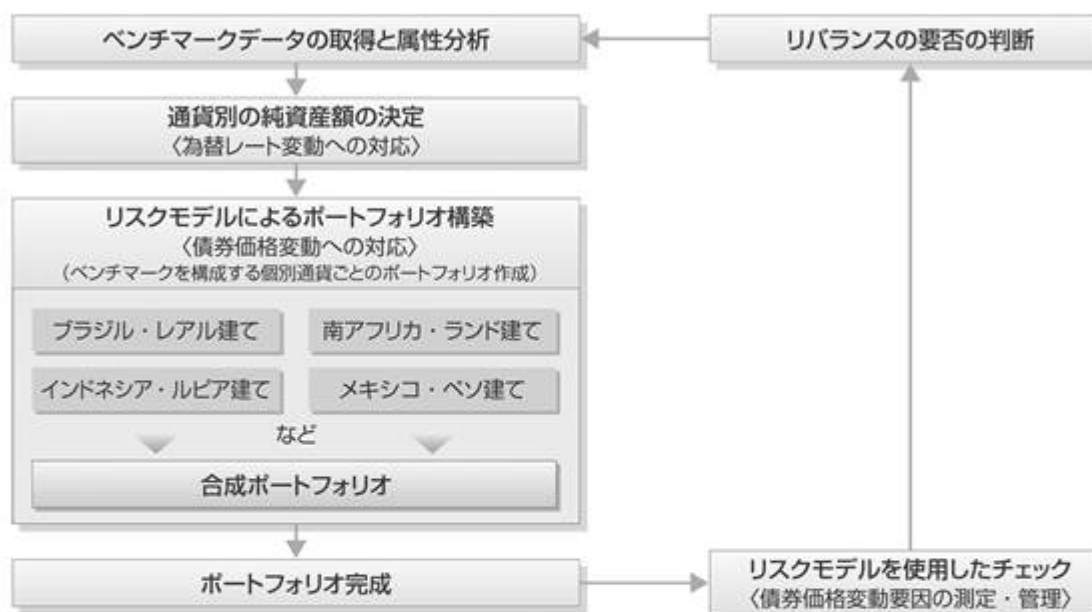 ベンチマークデータの取得と属性分析
リバランスの要否の判断
通貨別の純資産額の決定
〈為替レート変動への対応〉
リスクモデルによるポートフォリオ構築
〈債券価格変動への対応〉
(ベンチマークを構成する個別通貨ごとのポートフォリオ作成)
ブラジル・レアル建て
南アフリカ・ランド建て
インドネシア・ルピア建て
メキシコ・ペソ建て
など
合成ポートフォリオ
ポートフォリオ完成
リスクモデルを使用したチェック
〈債券価格変動要因の測定・管理〉